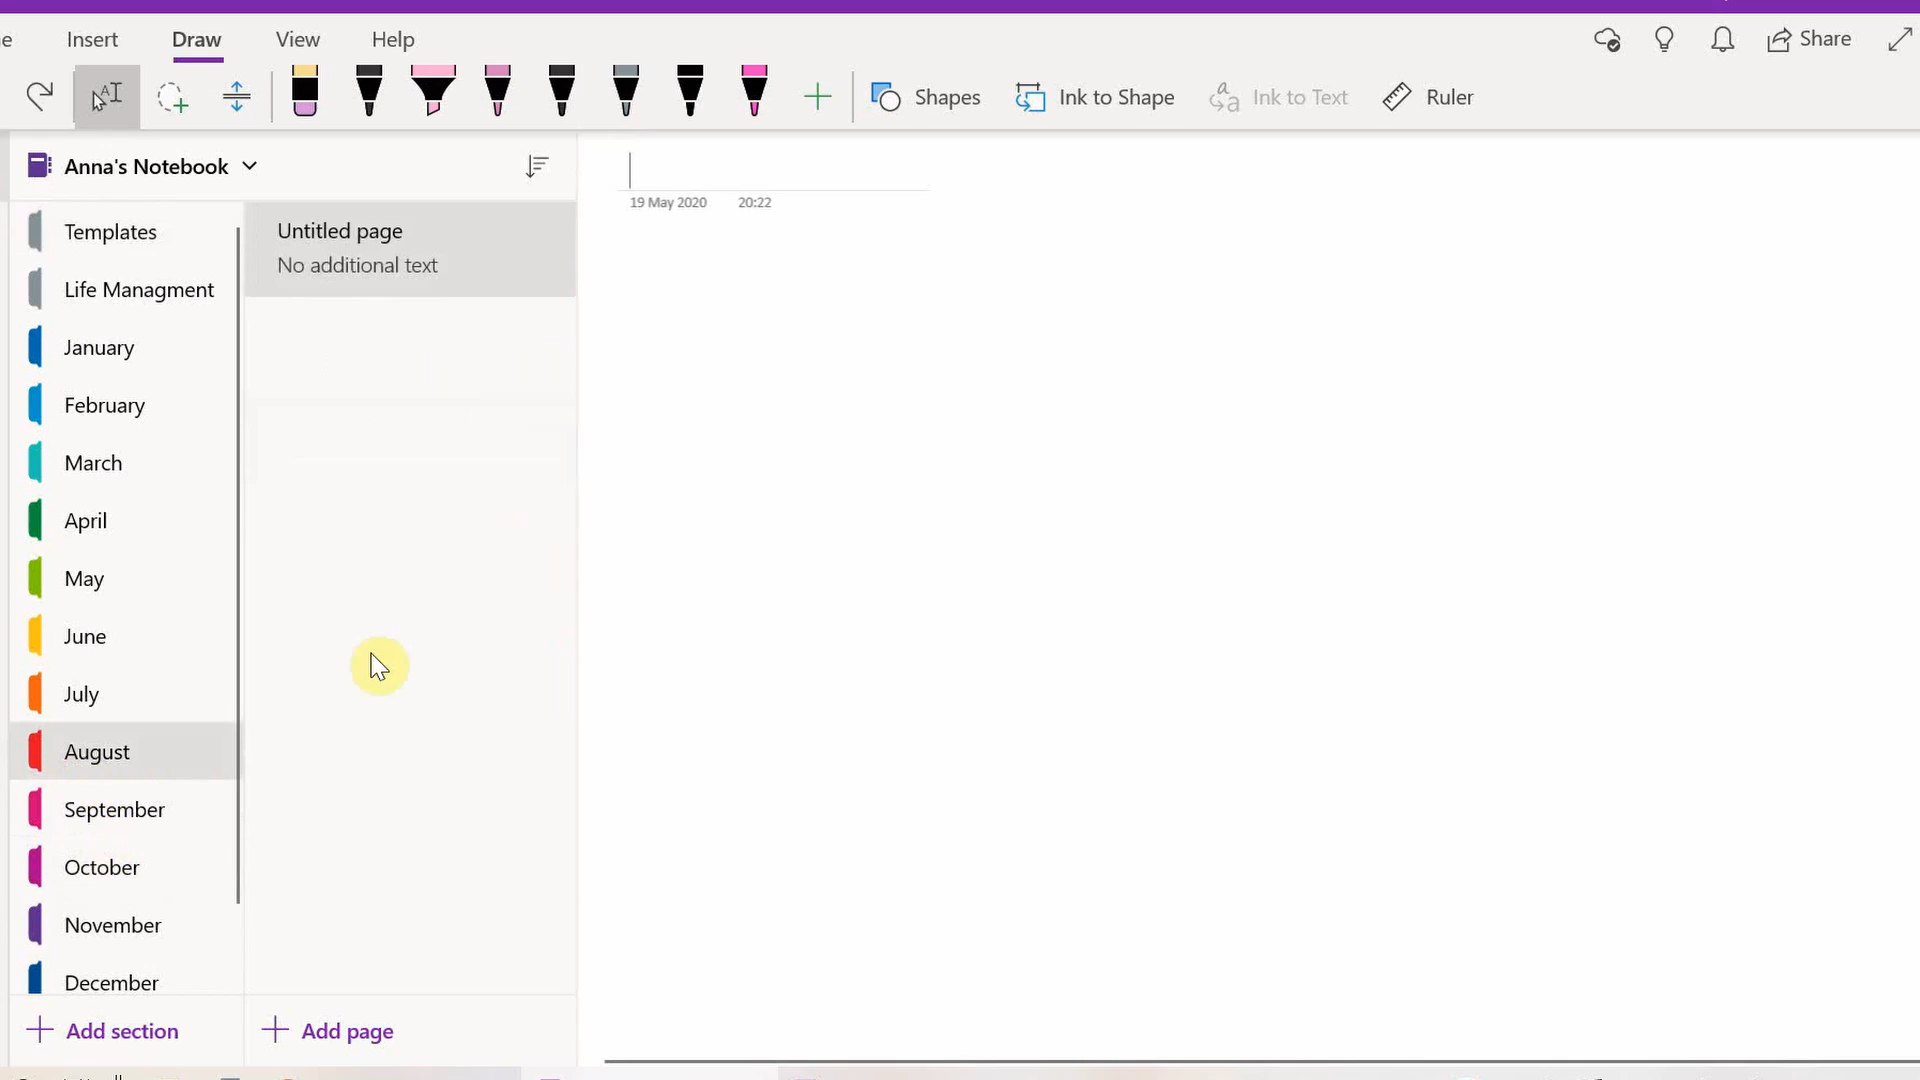 Insert Draw View Help Share
Shapes Ink to Shape Ink to Text Ruler
Anna's Notebook
Templates
Life Managment
January
February
March
April
May
June
July
August
September
October
November
December
Add section
Untitled page
No additional text
Add page
19 May 2020 20:22